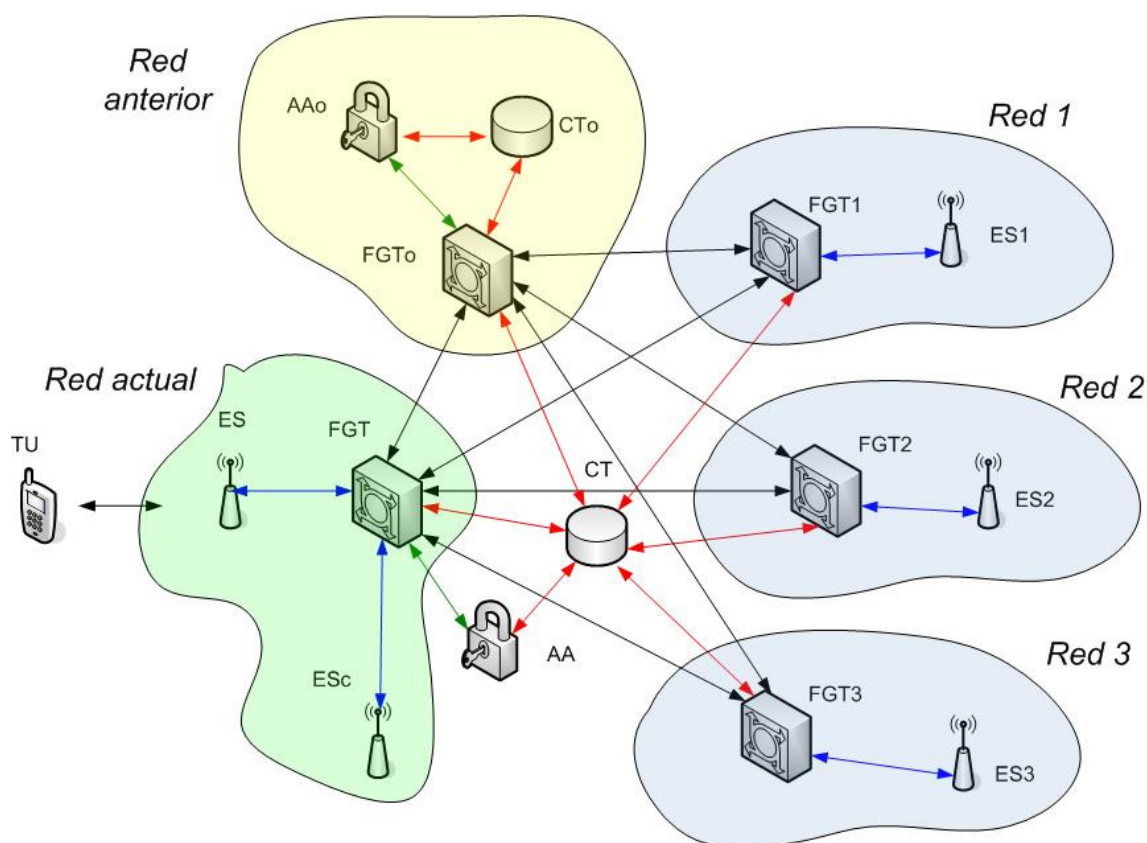 Red
anterior
AAo
CTo
FGTo
Red 1
FGT1
ES1
Red actual
ES
FGT
TU
CT
Red 2
FGT2
ES2
AA
ESc
Red 3
FGT3
ES3